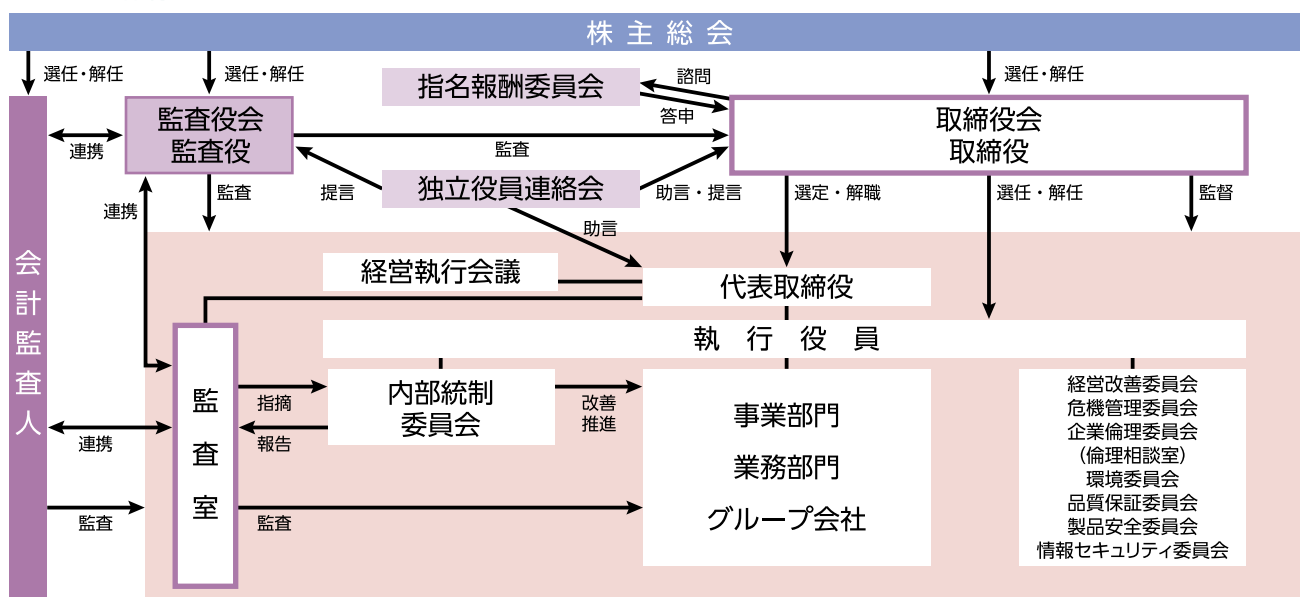 株主総会
選任・解任
選任・解任
選任・解任
指名報酬委員会
諮問
答申
監査役会
監査役
取締役会
取締役
連携
監査
提言
独立役員連絡会
助言・提言
連携
監査
選定・解職
選任・解任
監督
助言
経営執行会議
代表取締役
執行役員
会計監査人
監査室
指摘
報告
内部統制
委員会
改善
推進
事業部門
業務部門
グループ会社
経営改善委員会
危機管理委員会
企業倫理委員会
（倫理相談室）
環境委員会
品質保証委員会
製品安全委員会
情報セキュリティ委員会
連携
監査
監査